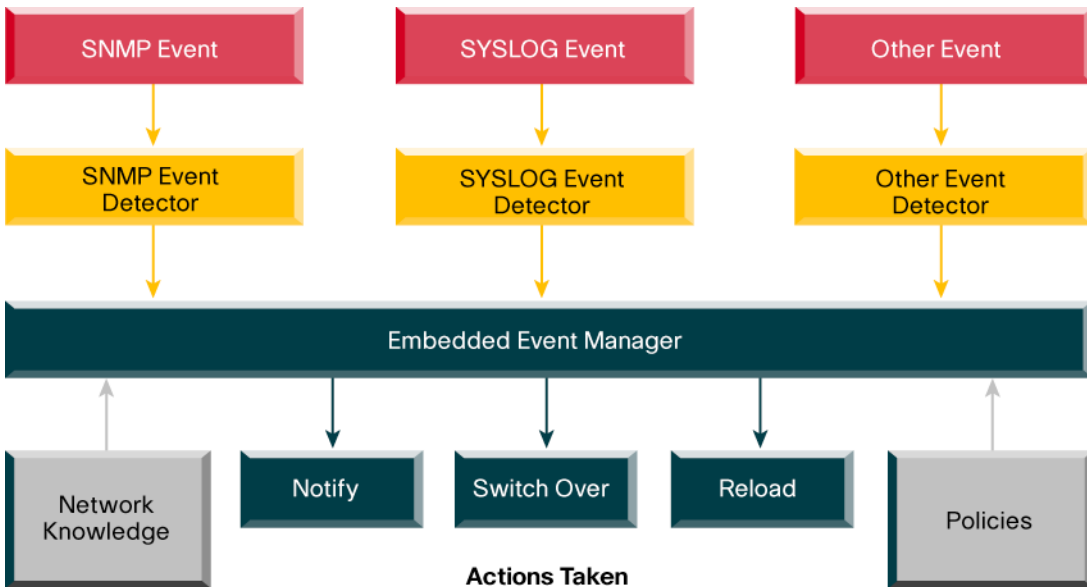 SNMP Event
SYSLOG Event
Other Event
SNMP Event
Detector
SYSLOG Event
Detector
Other Event
Detector
Embedded Event Manager
Network
Knowledge
Notify
Switch Over
Reload
Policies
Actions Taken